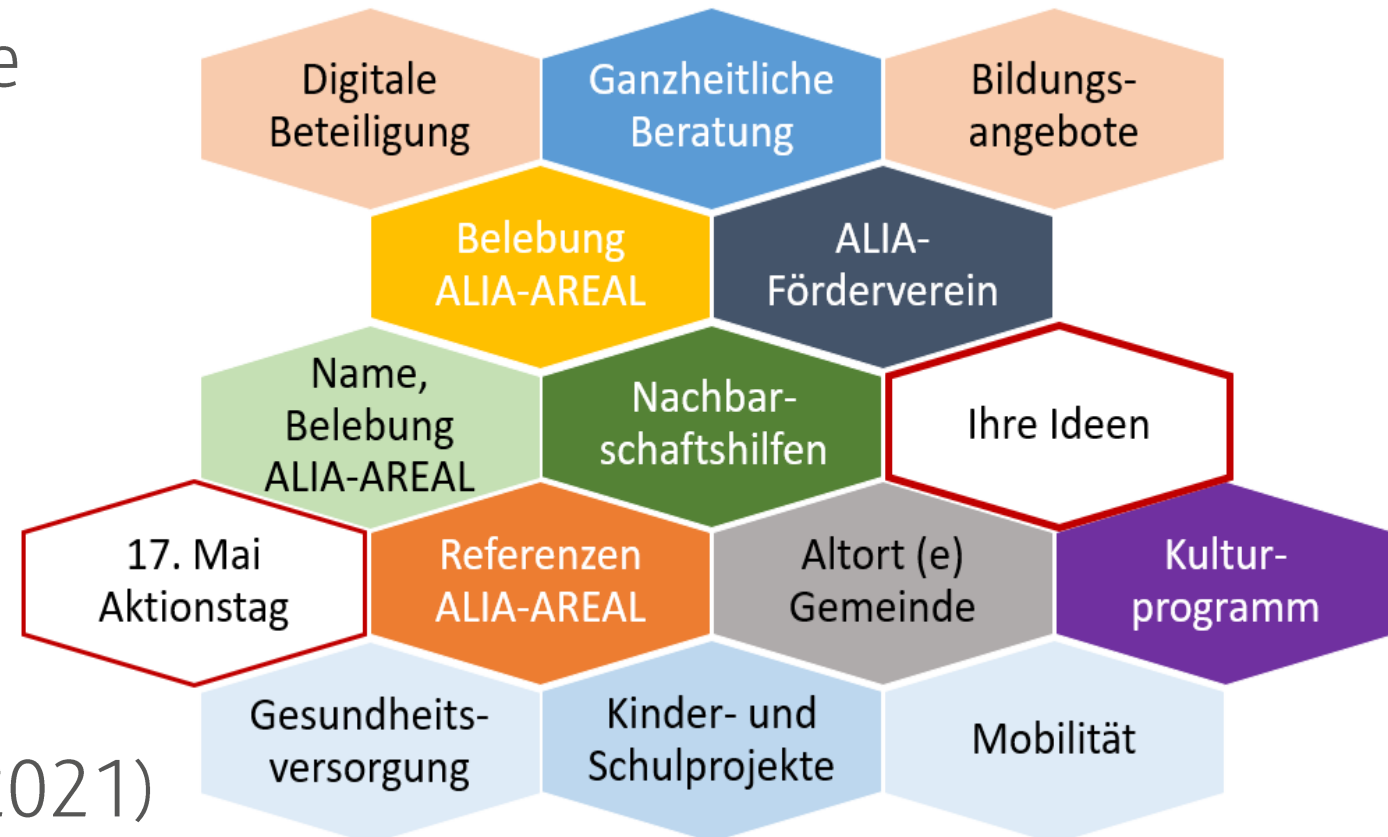 e
Digitale
Beteiligung
Ganzheitliche
Beratung
Bildungs-
angebote
Belebung
ALIA-AREAL
ALIA-
Förderverein
Name,
Belebung
ALIA-AREAL
Nachbar-
schaftshilfen
Ihre Ideen
17. Mai
Aktionstag
Referenzen
ALIA-AREAL
Altort (e)
Gemeinde
Kultur-
programm
Gesundheits-
versorgung
Kinder- und
Schulprojekte
Mobilität
2021)